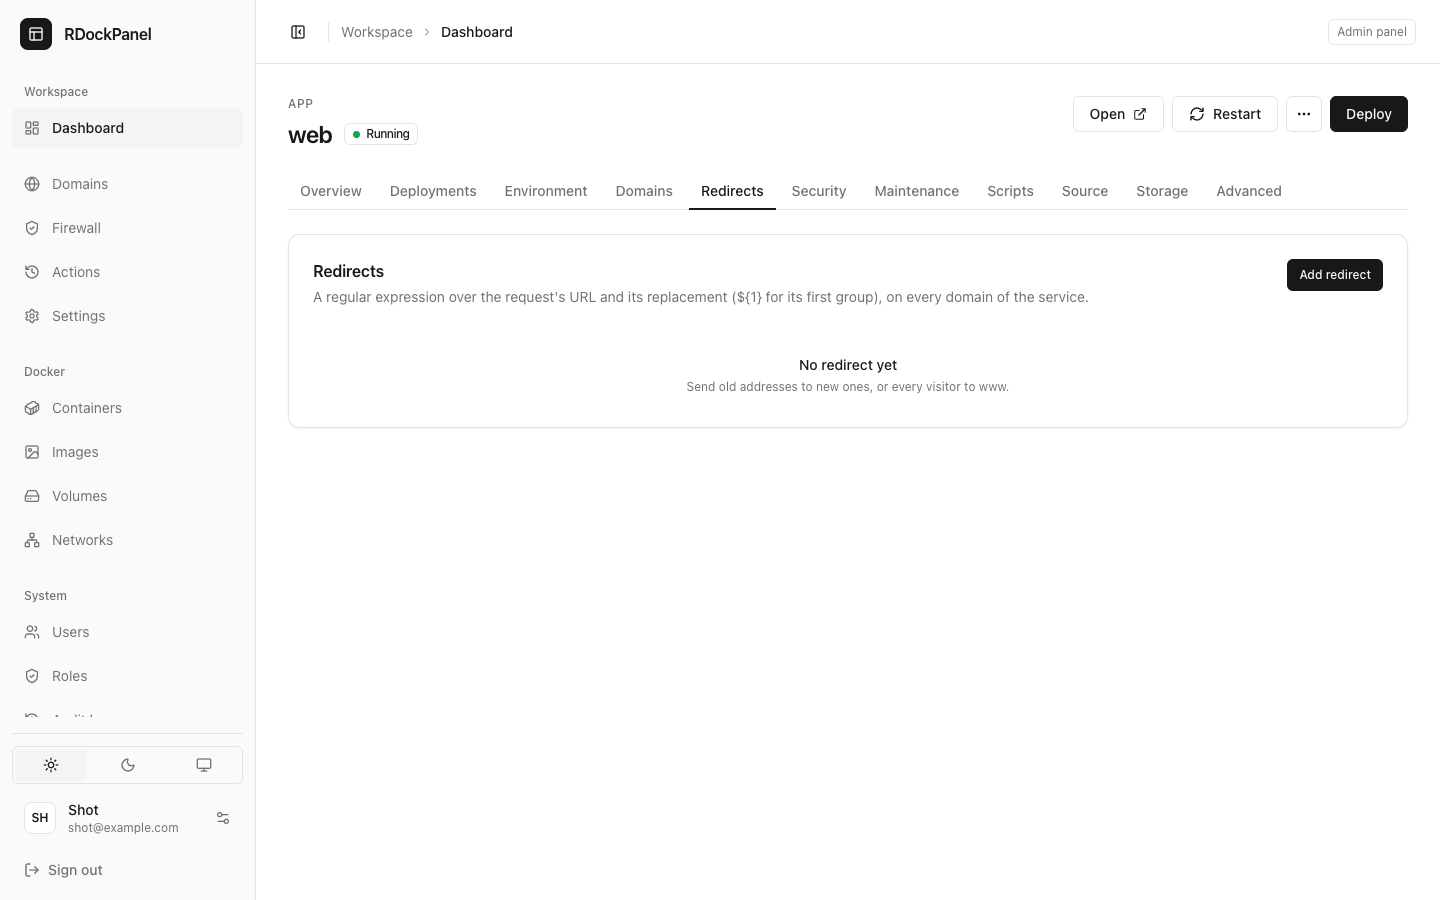 RDockPanel
Workspace
Dashboard
Domains
Firewall
Actions
Settings
Docker
Containers
Images
Volumes
Networks
System
Users
Roles
SH
Shot
shot@example.com
Sign out
Workspace > Dashboard
Admin panel
APP
web
Running
Open
Restart
Deploy
Overview Deployments Environment Domains Redirects Security Maintenance Scripts Source Storage Advanced
Redirects
A regular expression over the request's URL and its replacement (${1} for its first group), on every domain of the service.
Add redirect
No redirect yet
Send old addresses to new ones, or every visitor to www.